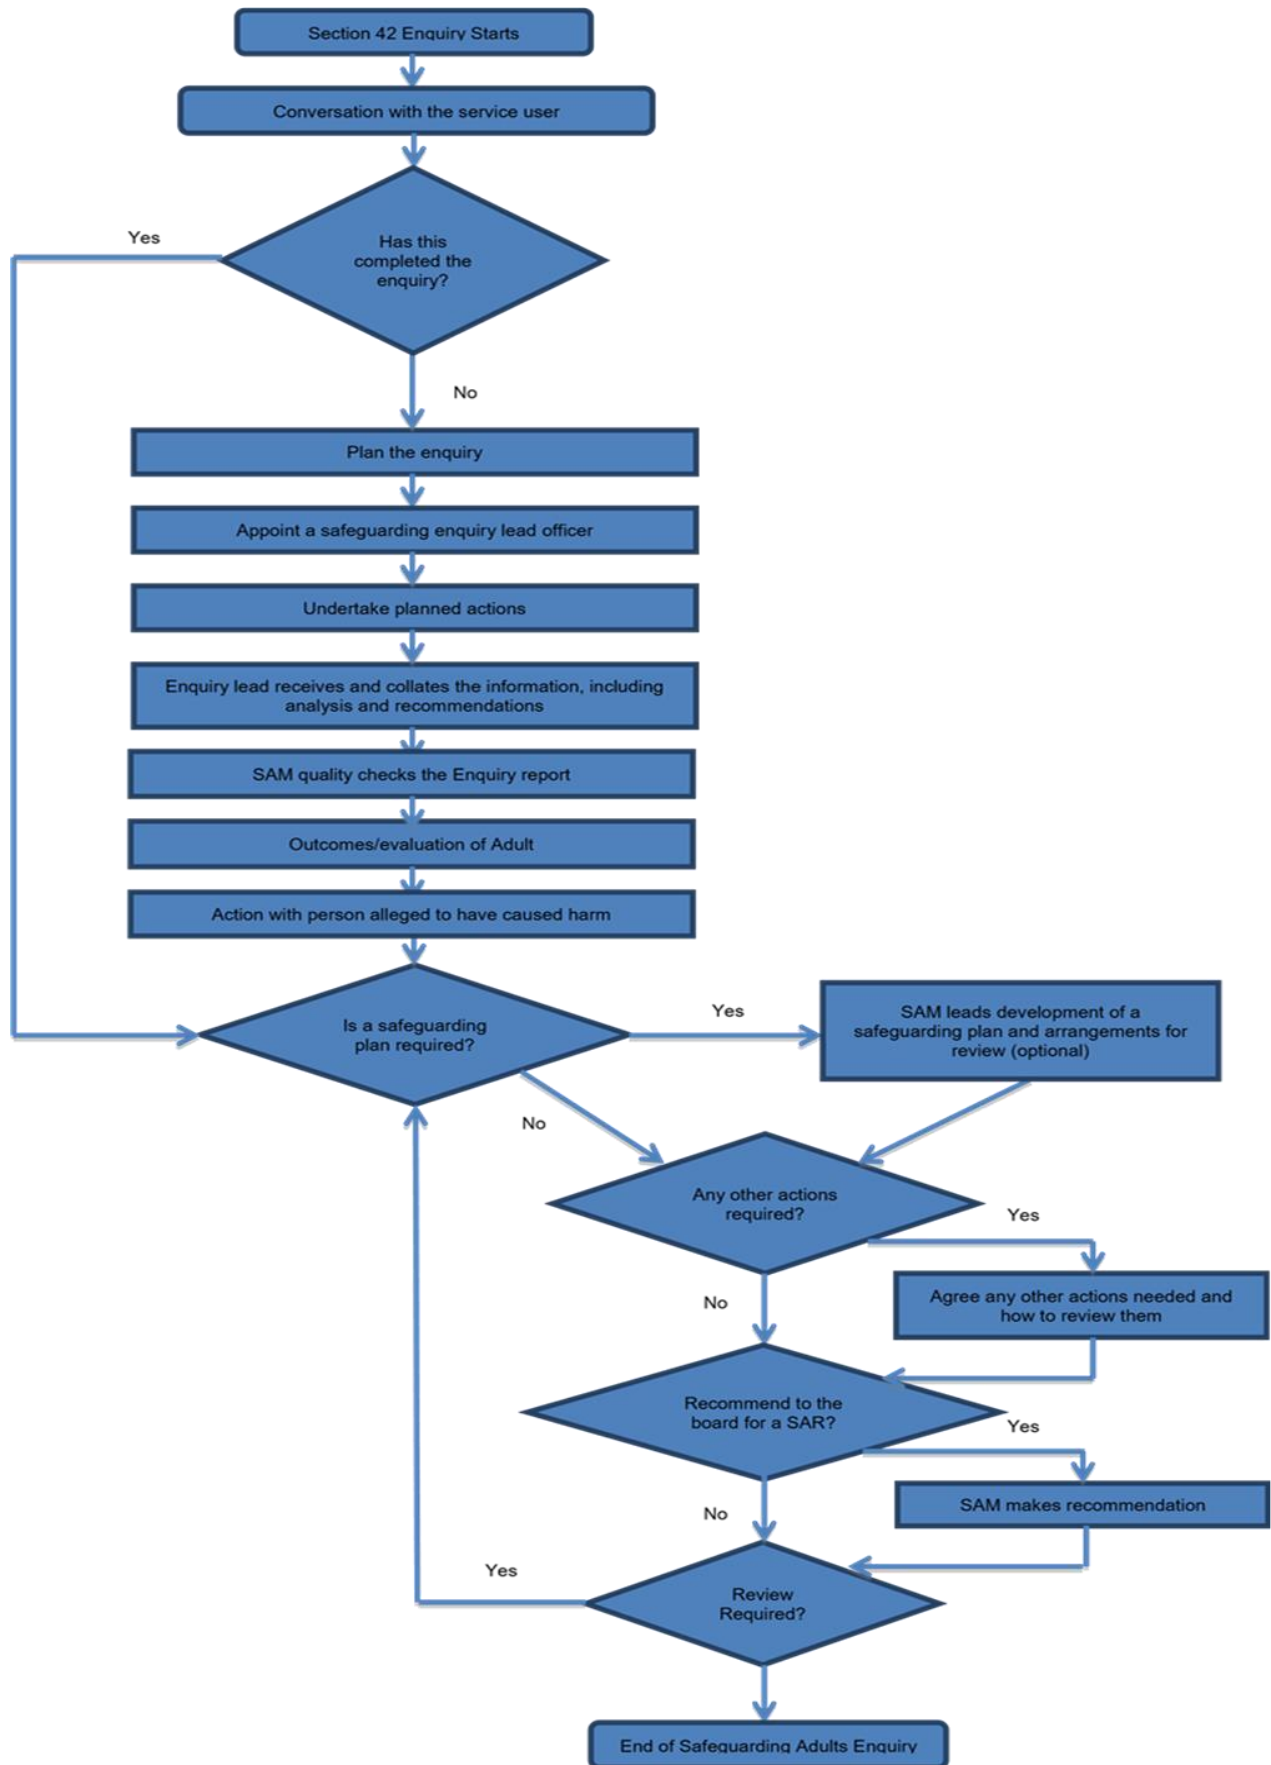 Section 42 Enquiry Starts
Conversation with the service user
Yes
Has this
completed the
enquiry?
No
Plan the enquiry
Appoint a safeguarding enquiry lead officer
Undertake planned actions
Enquiry lead receives and collates the information, including
analysis and recommendations
SAM quality checks the Enquiry report
Outcomes/evaluation of Adult
Action with person alleged to have caused harm
Is a safeguarding
plan required?
Yes
SAM leads development of a
safeguarding plan and arrangements for
review (optional)
No
Any other actions
required?
Yes
Agree any other actions needed and
how to review them
No
Recommend to the
board for a SAR?
Yes
SAM makes recommendation
No
Review
Required?
Yes
End of Safeguarding Adults Enquiry